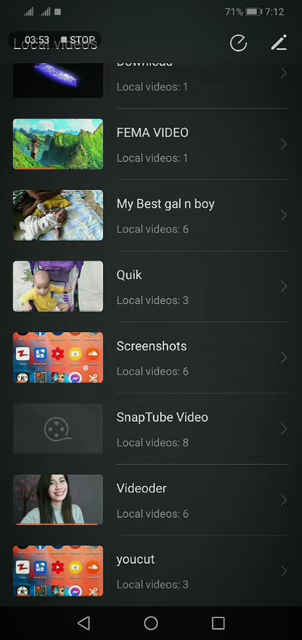 71% 7:12
03:53 STOP
Local videos
Download
Local videos: 1
FEMA VIDEO
Local videos: 1
My Best gal n boy
Local videos: 6
Quik
Local videos: 3
Screenshots
Local videos: 6
SnapTube Video
Local videos: 8
Videoder
Local videos: 6
youcut
Local videos: 3